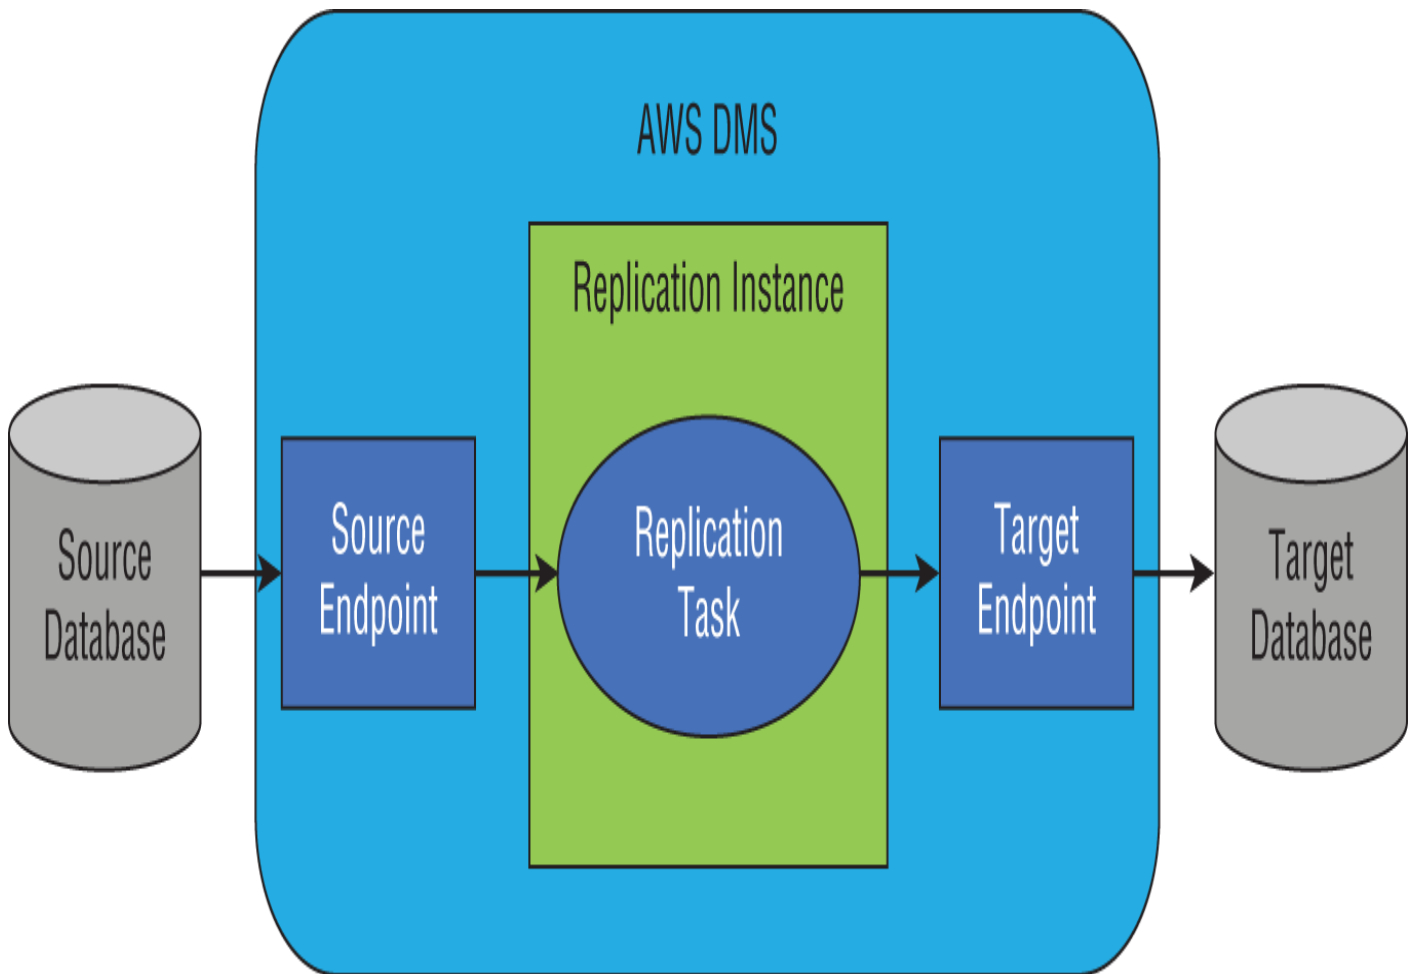 AWS DMS
Replication Instance
Source
Database
Source
Endpoint
Replication
Task
Target
Endpoint
Target
Database